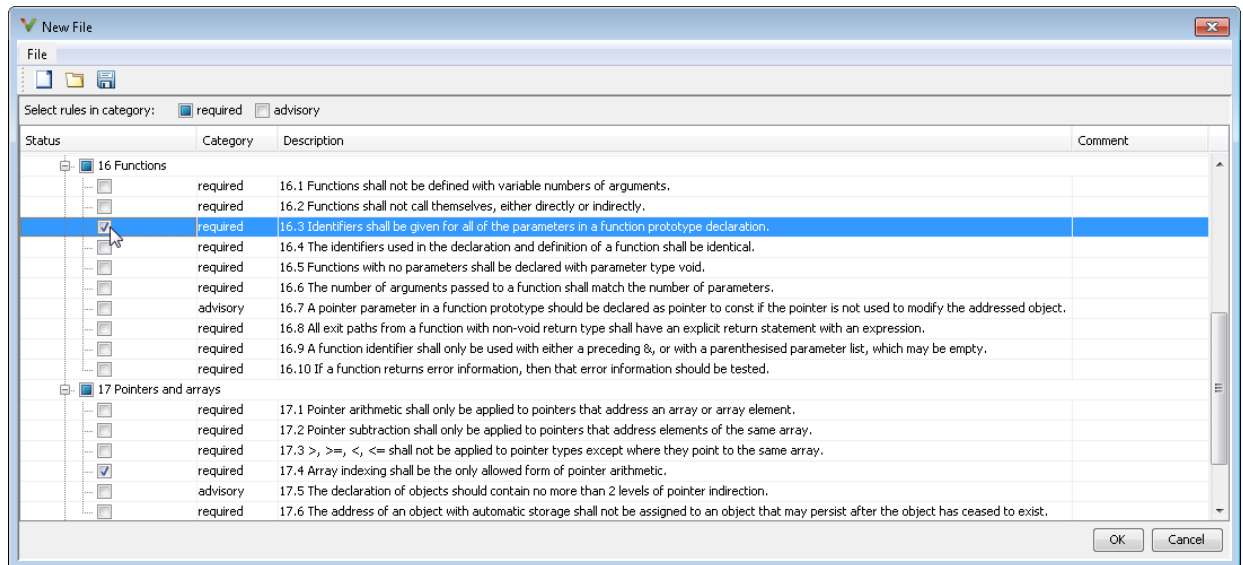 New File
File
Select rules in category: required advisory
Status Category Description Comment
16 Functions
required 16.1 Functions shall not be defined with variable numbers of arguments.
required 16.2 Functions shall not call themselves, either directly or indirectly.
required 16.3 Identifiers shall be given for all of the parameters in a function prototype declaration.
required 16.4 The identifiers used in the declaration and definition of a function shall be identical.
required 16.5 Functions with no parameters shall be declared with parameter type void.
required 16.6 The number of arguments passed to a function shall match the number of parameters.
advisory 16.7 A pointer parameter in a function prototype should be declared as pointer to const if the pointer is not used to modify the addressed object.
required 16.8 All exit paths from a function with non-void return type shall have an explicit return statement with an expression.
required 16.9 A function identifier shall only be used with either a preceding &, or with a parenthesised parameter list, which may be empty.
required 16.10 If a function returns error information, then that error information should be tested.
17 Pointers and arrays
required 17.1 Pointer arithmetic shall only be applied to pointers that address an array or array element.
required 17.2 Pointer subtraction shall only be applied to pointers that address elements of the same array.
required 17.3 >, >=, <, <= shall not be applied to pointer types except where they point to the same array.
required 17.4 Array indexing shall be the only allowed form of pointer arithmetic.
advisory 17.5 The declaration of objects should contain no more than 2 levels of pointer indirection.
required 17.6 The address of an object with automatic storage shall not be assigned to an object that may persist after the object has ceased to exist.
OK Cancel